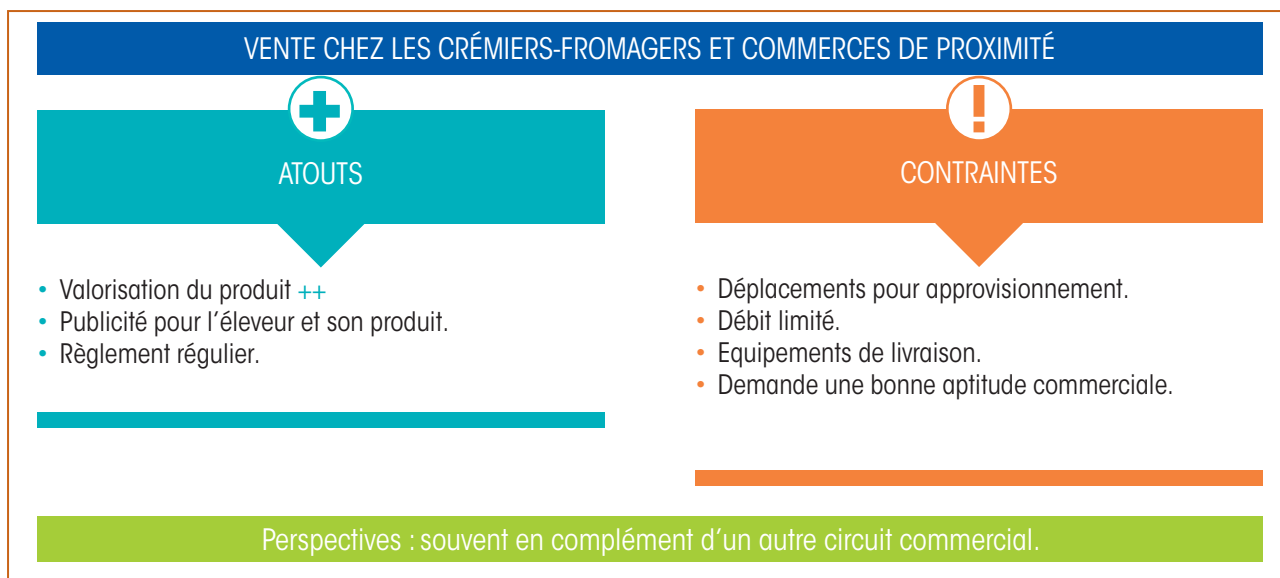 VENTE CHEZ LES CRÉMIERS-FROMAGERS ET COMMERCES DE PROXIMITÉ
ATOUTS
• Valorisation du produit ++
• Publicité pour l'éleveur et son produit.
• Règlement régulier.
CONTRAINTES
• Déplacements pour approvisionnement.
• Débit limité.
• Equipements de livraison.
• Demande une bonne aptitude commerciale.
Perspectives : souvent en complément d'un autre circuit commercial.